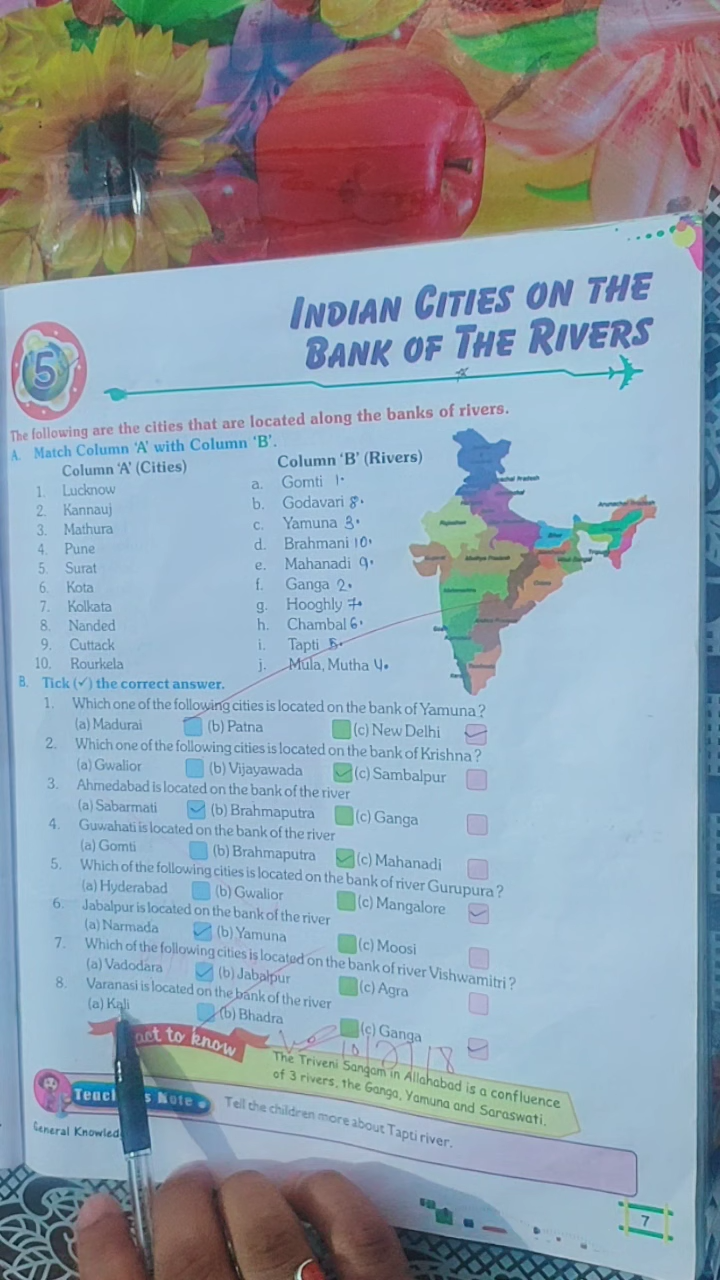 INDIAN CITIES ON THE
BANK OF THE RIVERS
5
The following are the cities that are located along the banks of rivers.
A. Match Column 'A' with Column 'B'.
Column 'A' (Cities) Column 'B' (Rivers)
1. Lucknow a. Gomti 1.
2. Kannauj b. Godavari 8.
3. Mathura c. Yamuna 3.
4. Pune d. Brahmani 10.
5. Surat e. Mahanadi 9.
6. Kota f. Ganga 2.
7. Kolkata g. Hooghly 7.
8. Nanded h. Chambal 6.
9. Cuttack i. Tapti 5.
10. Rourkela j. Mula, Mutha 4.
B. Tick (✓) the correct answer.
1. Which one of the following cities is located on the bank of Yamuna?
(a) Madurai (b) Patna (c) New Delhi ✓
2. Which one of the following cities is located on the bank of Krishna?
(a) Gwalior (b) Vijayawada ✓ (c) Sambalpur
3. Ahmedabad is located on the bank of the river
(a) Sabarmati ✓ (b) Brahmaputra (c) Ganga
4. Guwahati is located on the bank of the river
(a) Gomti (b) Brahmaputra ✓ (c) Mahanadi
5. Which of the following cities is located on the bank of river Gurupura?
(a) Hyderabad (b) Gwalior (c) Mangalore ✓
6. Jabalpur is located on the bank of the river
(a) Narmada ✓ (b) Yamuna (c) Moosi
7. Which of the following cities is located on the bank of river Vishwamitri?
(a) Vadodara ✓ (b) Jabalpur (c) Agra
8. Varanasi is located on the bank of the river
(a) Kali (b) Bhadra (c) Ganga ✓
act to know
The Triveni Sangam in Allahabad is a confluence
of 3 rivers, the Ganga, Yamuna and Saraswati.
Note
Tell the children more about Tapti river.
General
7